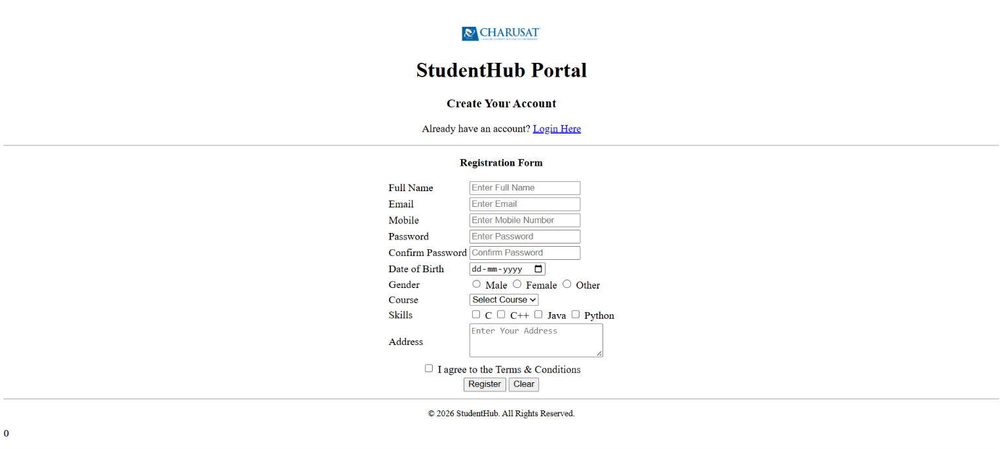 CHARUSAT
StudentHub Portal
Create Your Account
Already have an account? Login Here
Registration Form
Full Name Enter Full Name
Email Enter Email
Mobile Enter Mobile Number
Password Enter Password
Confirm Password Confirm Password
Date of Birth dd-mm-yyyy
Gender Male Female Other
Course Select Course
Skills C C++ Java Python
Address Enter Your Address
I agree to the Terms & Conditions
Register Clear
© 2026 StudentHub. All Rights Reserved.
0